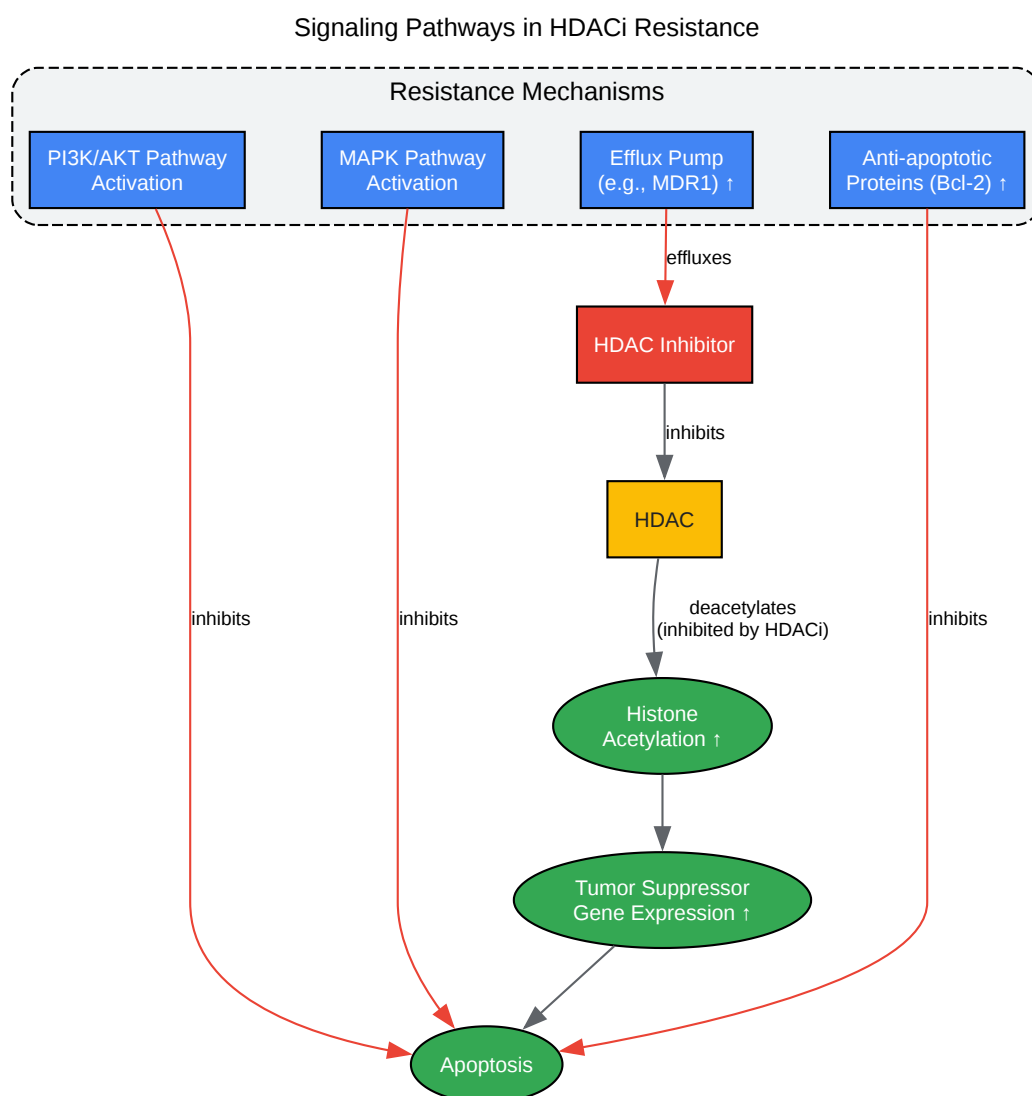 Signaling Pathways in HDACi Resistance
Resistance Mechanisms
PI3K/AKT Pathway
Activation
MAPK Pathway
Activation
Efflux Pump
(e.g., MDR1) ↑
Anti-apoptotic
Proteins (Bcl-2) ↑
effluxes
HDAC Inhibitor
inhibits
HDAC
inhibits
inhibits
deacetylates
(inhibited by HDACi)
inhibits
Histone
Acetylation ↑
Tumor Suppressor
Gene Expression ↑
Apoptosis